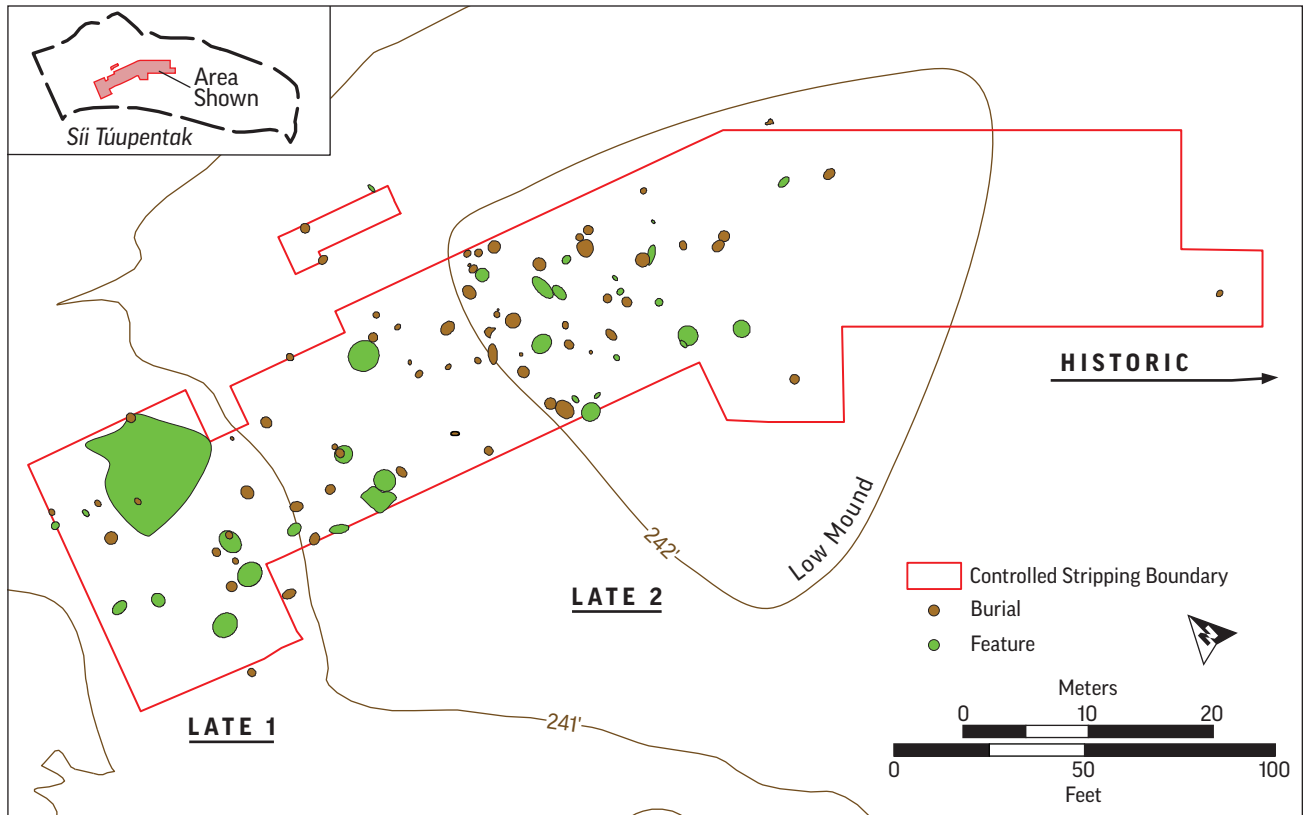 Area
Shown
Síi Túupentak
HISTORIC
Low Mound
242'
LATE 2
Controlled Stripping Boundary
Burial
Feature
N
Meters
0 10 20
0 50 100
Feet
241'
LATE 1